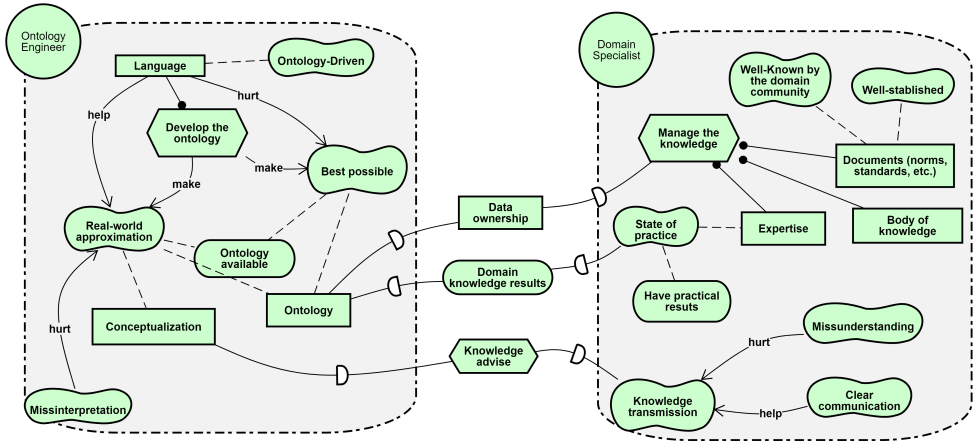 Ontology
Engineer
Language
Ontology-Driven
help
hurt
Develop the
ontology
make
make
Best possible
Real-world
approximation
Ontology
available
Ontology
Conceptualization
hurt
Missinterpretation
Data
ownership
Domain
knowledge results
Knowledge
advise
Domain
Specialist
Well-Known by
the domain
community
Well-stablished
Manage the
knowledge
Documents (norms,
standards, etc.)
State of
practice
Expertise
Body of
knowledge
Have practical
resuts
Missunderstanding
hurt
Knowledge
transmission
help
Clear
communication